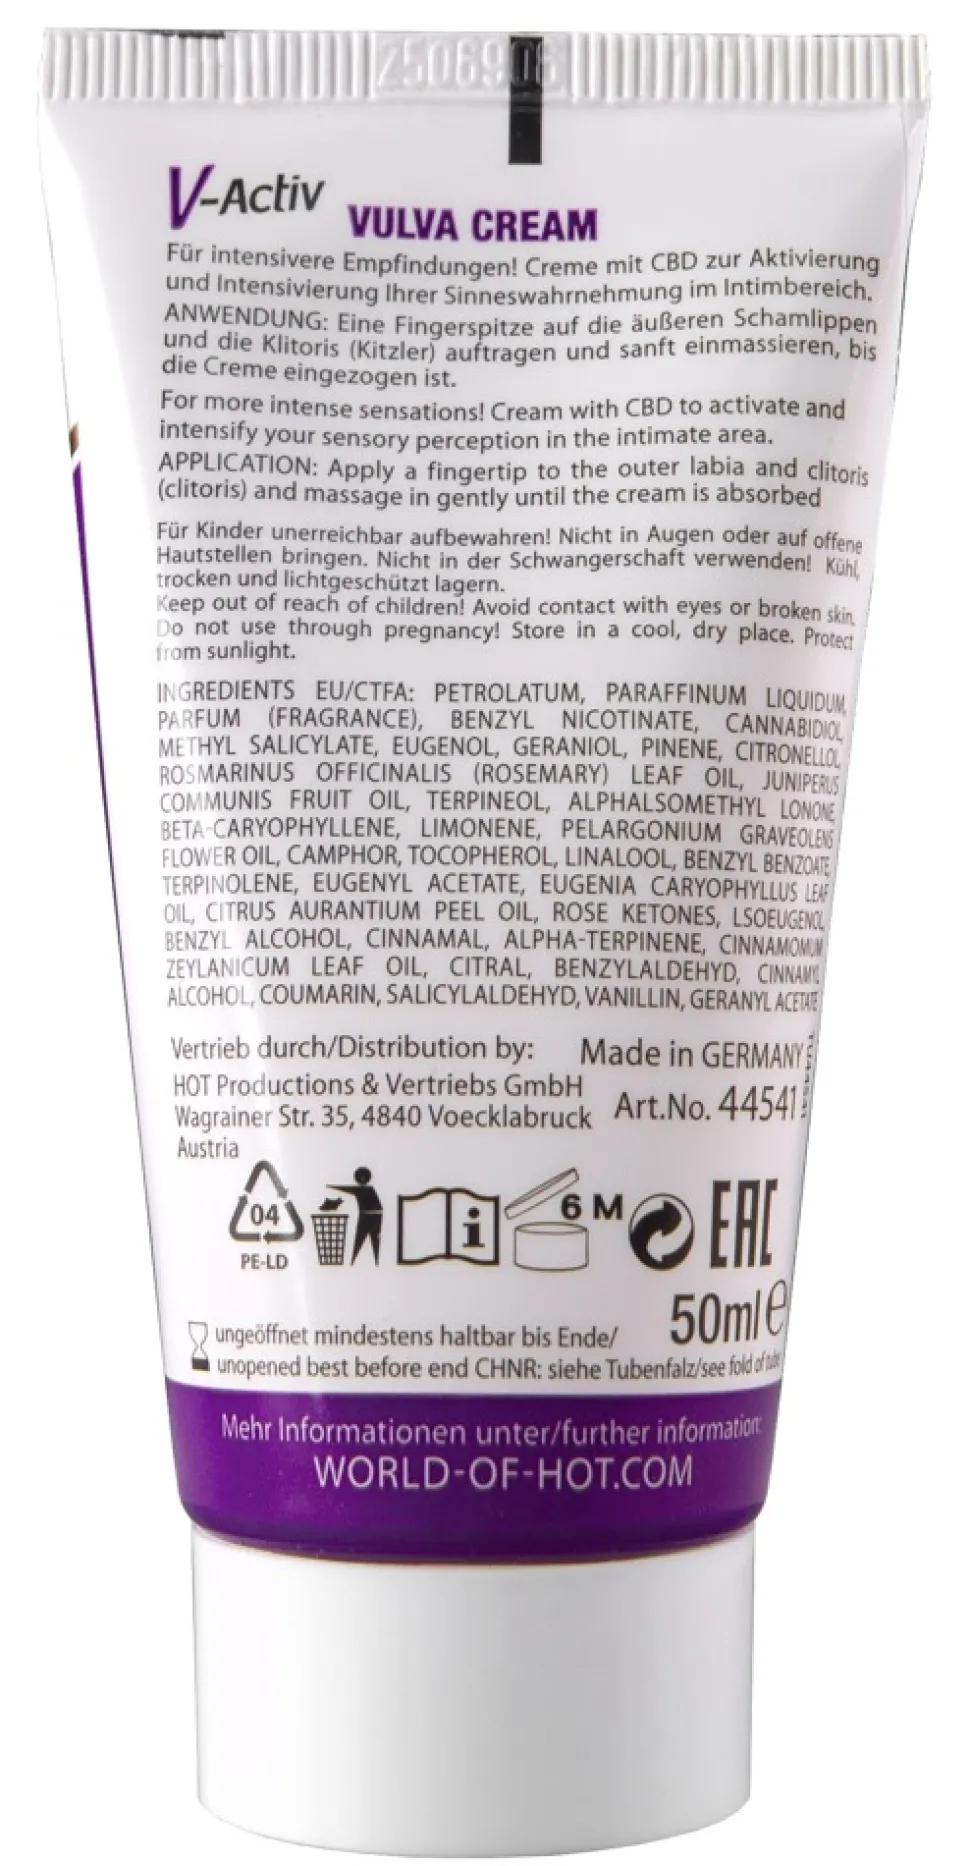 2506906
V-Activ VULVA CREAM
Für intensivere Empfindungen! Creme mit CBD zur Aktivierung
und Intensivierung Ihrer Sinneswahrnehmung im Intimbereich.
ANWENDUNG: Eine Fingerspitze auf die äußeren Schamlippen
und die Klitoris (Kitzler) auftragen und sanft einmassieren, bis
die Creme eingezogen ist.
For more intense sensations! Cream with CBD to activate and
intensify your sensory perception in the intimate area.
APPLICATION: Apply a fingertip to the outer labia and clitoris
(clitoris) and massage in gently until the cream is absorbed
Für Kinder unerreichbar aufbewahren! Nicht in Augen oder auf offene
Hautstellen bringen. Nicht in der Schwangerschaft verwenden! Kühl,
trocken und lichtgeschützt lagern.
Keep out of reach of children! Avoid contact with eyes or broken skin.
Do not use through pregnancy! Store in a cool, dry place. Protect
from sunlight.
INGREDIENTS EU/CTFA: PETROLATUM, PARAFFINUM LIQUIDUM,
PARFUM (FRAGRANCE), BENZYL NICOTINATE, CANNABIDIOL,
METHYL SALICYLATE, EUGENOL, GERANIOL, PINENE, CITRONELLOL,
ROSMARINUS OFFICINALIS (ROSEMARY) LEAF OIL, JUNIPERUS
COMMUNIS FRUIT OIL, TERPINEOL, ALPHALSOMETHYL LONONE,
BETA-CARYOPHYLLENE, LIMONENE, PELARGONIUM GRAVEOLENS
FLOWER OIL, CAMPHOR, TOCOPHEROL, LINALOOL, BENZYL BENZOATE,
TERPINOLENE, EUGENYL ACETATE, EUGENIA CARYOPHYLLUS LEAF
OIL, CITRUS AURANTIUM PEEL OIL, ROSE KETONES, LSOEUGENOL,
BENZYL ALCOHOL, CINNAMAL, ALPHA-TERPINENE, CINNAMOMUM
ZEYLANICUM LEAF OIL, CITRAL, BENZYLALDEHYD, CINNAMYL
ALCOHOL, COUMARIN, SALICYLALDEHYD, VANILLIN, GERANYL ACETATE
Vertrieb durch/Distribution by: Made in GERMANY
HOT Productions & Vertriebs GmbH
Wagrainer Str. 35, 4840 Voecklabruck Art.No. 44541
Austria
04 6 M EAC
PE-LD
50ml e
ungeöffnet mindestens haltbar bis Ende/
unopened best before end CHNR: siehe Tubenfalz/see fold of tube
Mehr Informationen unter/further information:
WORLD-OF-HOT.COM